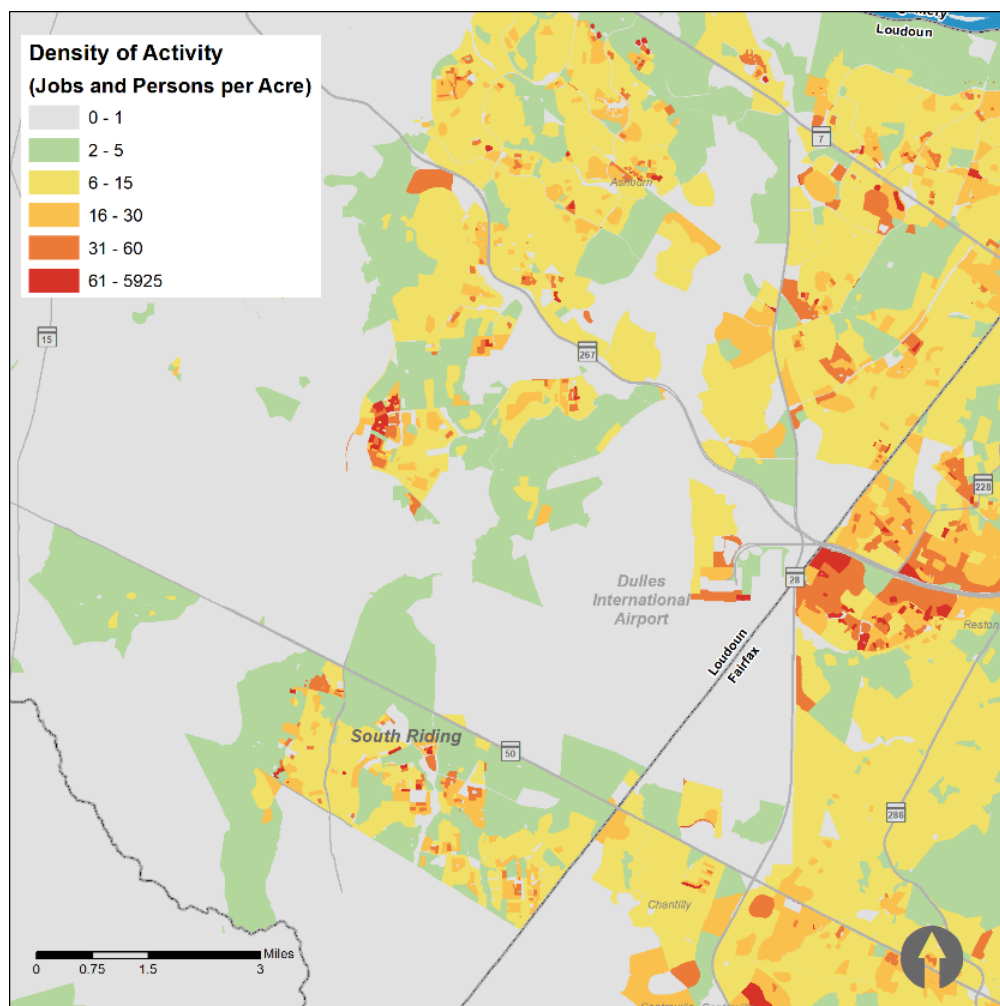 Density of Activity
(Jobs and Persons per Acre)
0 - 1
2 - 5
6 - 15
16 - 30
31 - 60
61 - 5925
Loudoun
7
Ashburn
15
267
228
Dulles
International
Airport
28
Reston
Loudoun
Fairfax
South Riding
50
286
Chantilly
Miles
0 0.75 1.5 3